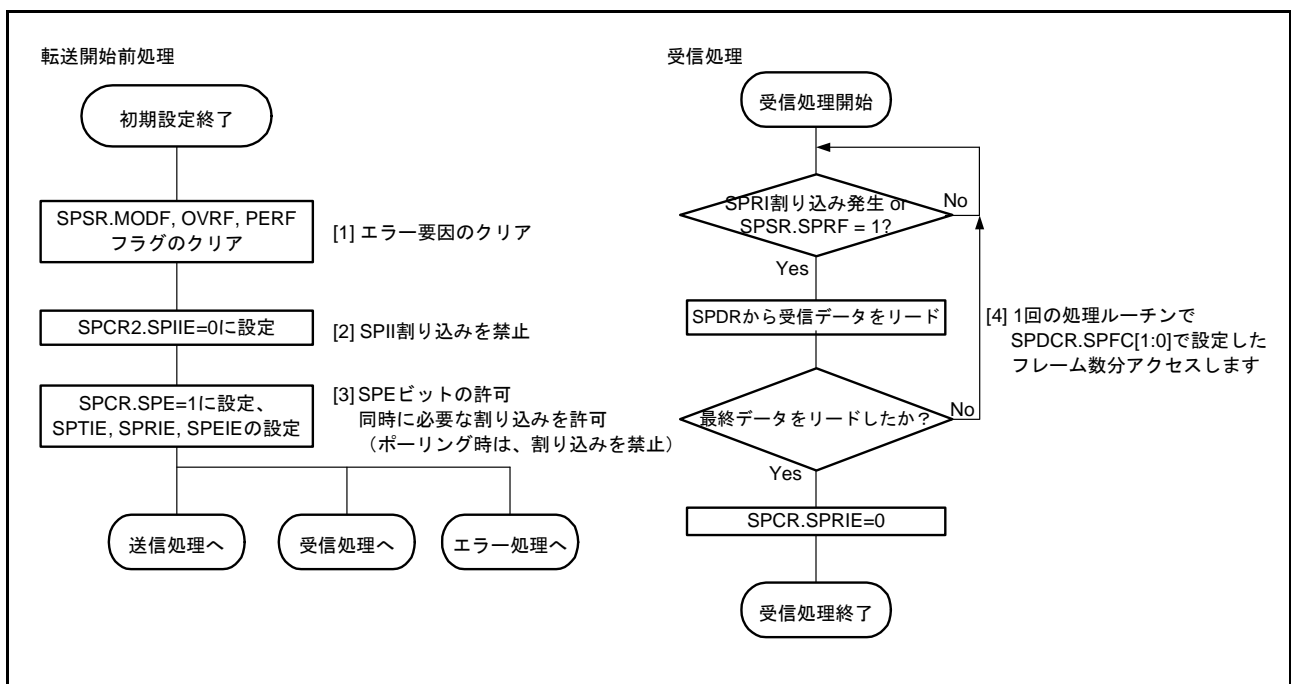 転送開始前処理
初期設定終了
SPSR.MODF, OVRF, PERF
フラグのクリア
[1] エラー要因のクリア
SPCR2.SPIIE=0に設定
[2] SPII割り込みを禁止
SPCR.SPE=1に設定、
SPTIE, SPRIE, SPEIEの設定
[3] SPEビットの許可
同時に必要な割り込みを許可
（ポーリング時は、割り込みを禁止）
送信処理へ
受信処理へ
エラー処理へ
受信処理
受信処理開始
SPRI割り込み発生 or
SPSR.SPRF = 1?
No
Yes
SPDRから受信データをリード
[4] 1回の処理ルーチンで
SPDCR.SPFC[1:0]で設定した
フレーム数分アクセスします
最終データをリードしたか？
No
Yes
SPCR.SPRIE=0
受信処理終了